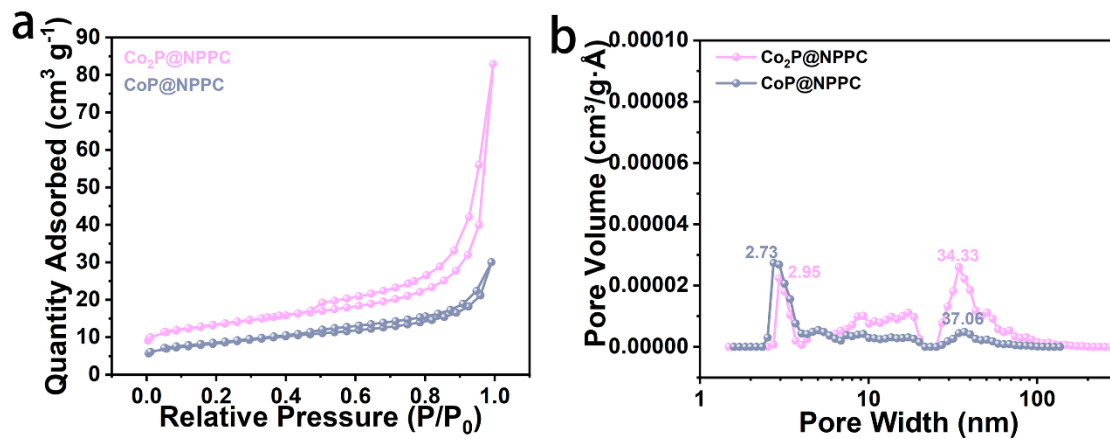 a
Quantity Adsorbed (cm³ g⁻¹)
90
80
70
60
50
40
30
20
10
0
Co₂P@NPPC
CoP@NPPC
0.0 0.2 0.4 0.6 0.8 1.0
Relative Pressure (P/P₀)
b
Pore Volume (cm³/g·Å)
0.00010
0.00008
0.00006
0.00004
0.00002
0.00000
Co₂P@NPPC
CoP@NPPC
2.73
2.95
34.33
37.06
1 10 100
Pore Width (nm)